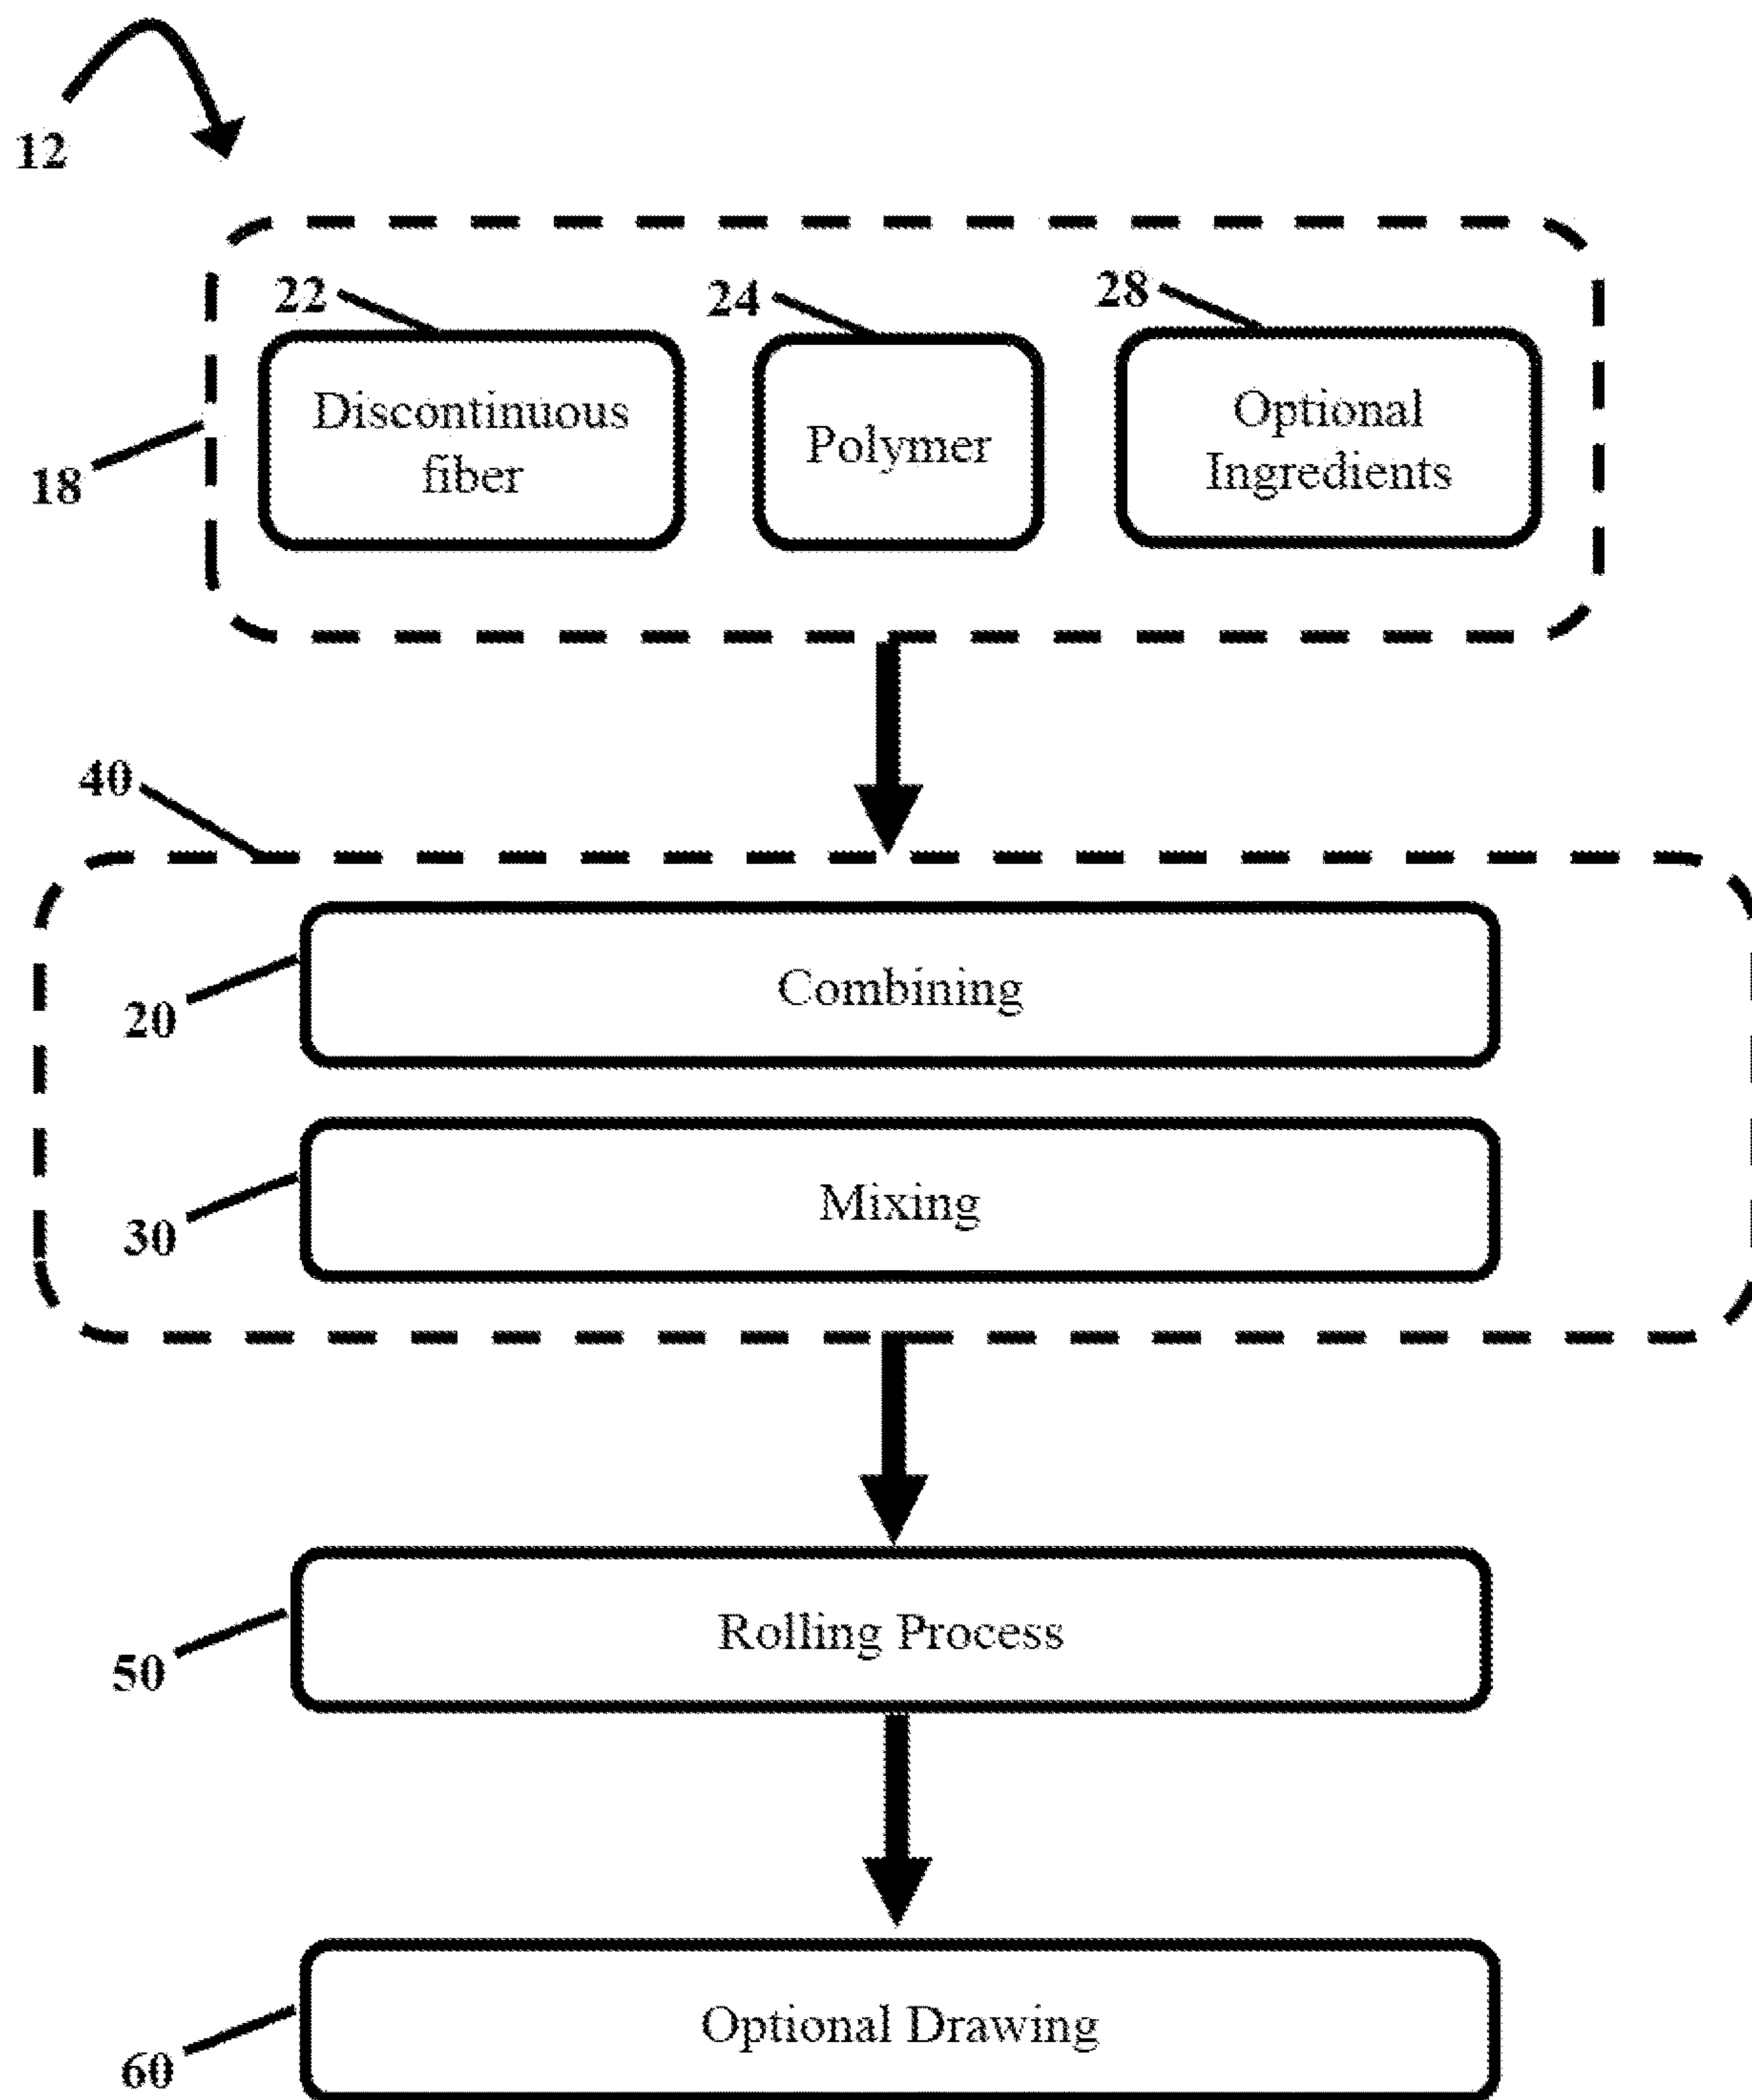 12
22
24
28
Discontinuous
fiber
Polymer
Optional
Ingredients
18
40
Combining
20
Mixing
30
Rolling Process
50
Optional Drawing
60